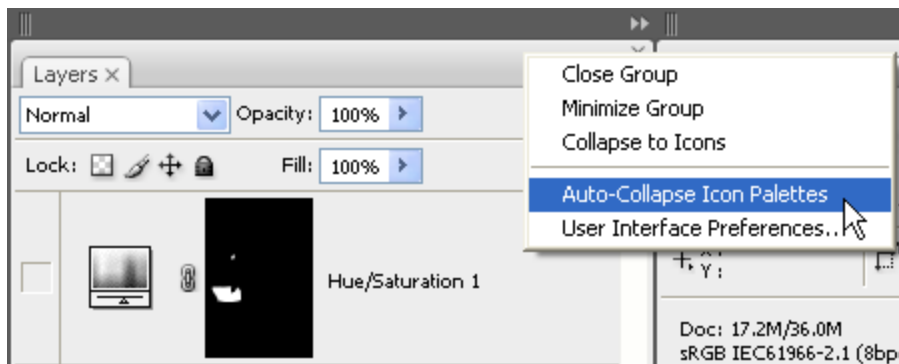 Layers ×
Normal Opacity: 100%
Lock: Fill: 100%
Hue/Saturation 1
Close Group
Minimize Group
Collapse to Icons
Auto-Collapse Icon Palettes
User Interface Preferences...
Y :
Doc: 17.2M/36.0M
sRGB IEC61966-2.1 (8bp